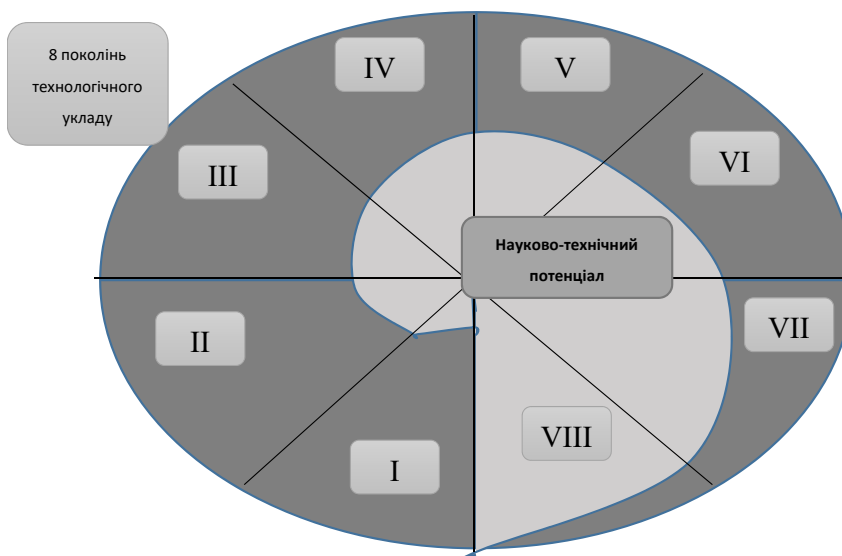 8 поколінь
технологічного
укладу
IV
V
III
VI
Науково-технічний
потенціал
II
VII
I
VIII